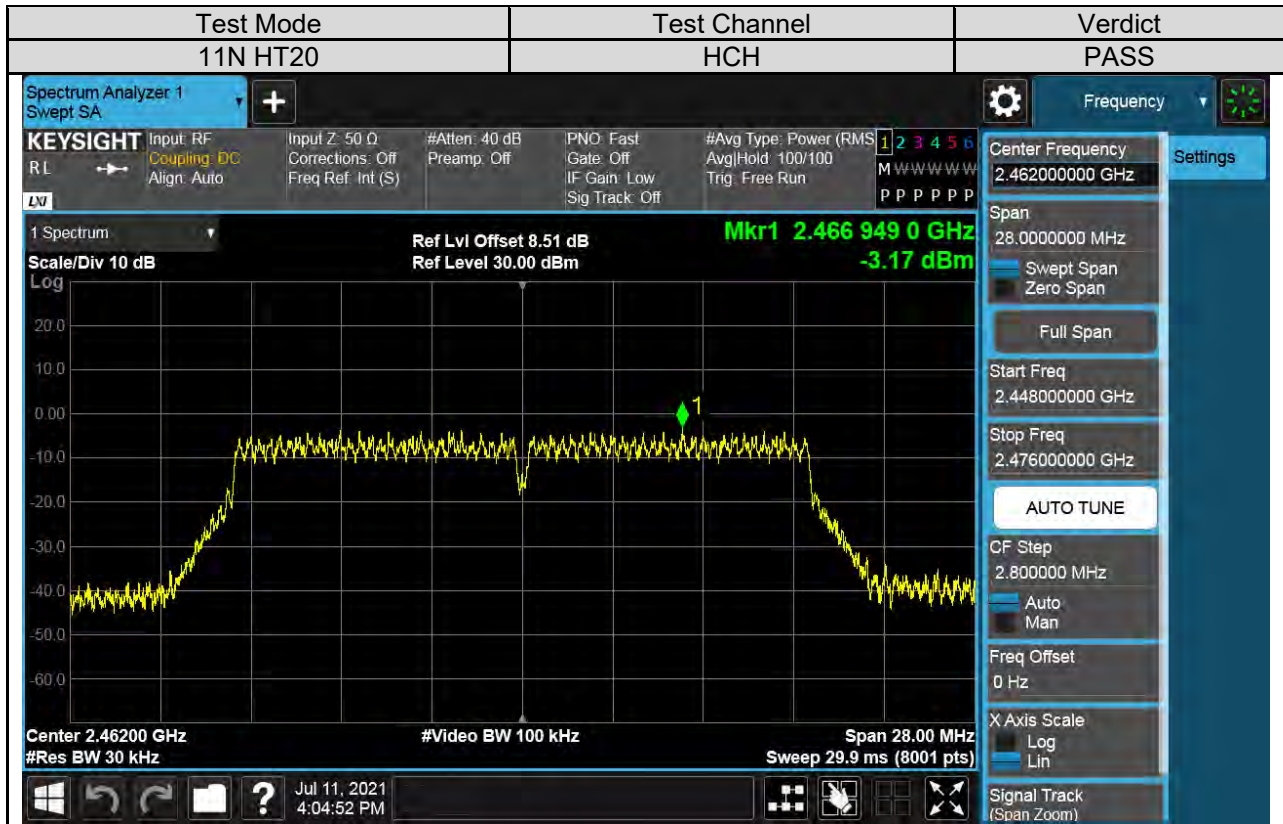 Test Mode Test Channel Verdict
11N HT20 HCH PASS
Spectrum Analyzer 1
Swept SA
+
Frequency
KEYSIGHT
RL
LXI
Input: RF
Coupling: DC
Align: Auto
Input Z: 50 Ω
Corrections: Off
Freq Ref: Int (S)
#Atten: 40 dB
Preamp: Off
PNO: Fast
Gate: Off
IF Gain: Low
Sig Track: Off
#Avg Type: Power (RMS
Avg|Hold: 100/100
Trig: Free Run
1 2 3 4 5 6
M W W W W W
P P P P P P
1 Spectrum
Scale/Div 10 dB
Log
Ref Lvl Offset 8.51 dB
Ref Level 30.00 dBm
Mkr1 2.466 949 0 GHz
-3.17 dBm
20.0
10.0
0.00
-10.0
-20.0
-30.0
-40.0
-50.0
-60.0
1
Center 2.46200 GHz
#Res BW 30 kHz
#Video BW 100 kHz
Span 28.00 MHz
Sweep 29.9 ms (8001 pts)
?
Jul 11, 2021
4:04:52 PM
Center Frequency
2.462000000 GHz
Span
28.0000000 MHz
Swept Span
Zero Span
Full Span
Start Freq
2.448000000 GHz
Stop Freq
2.476000000 GHz
AUTO TUNE
CF Step
2.800000 MHz
Auto
Man
Freq Offset
0 Hz
X Axis Scale
Log
Lin
Signal Track
(Span Zoom)
Settings